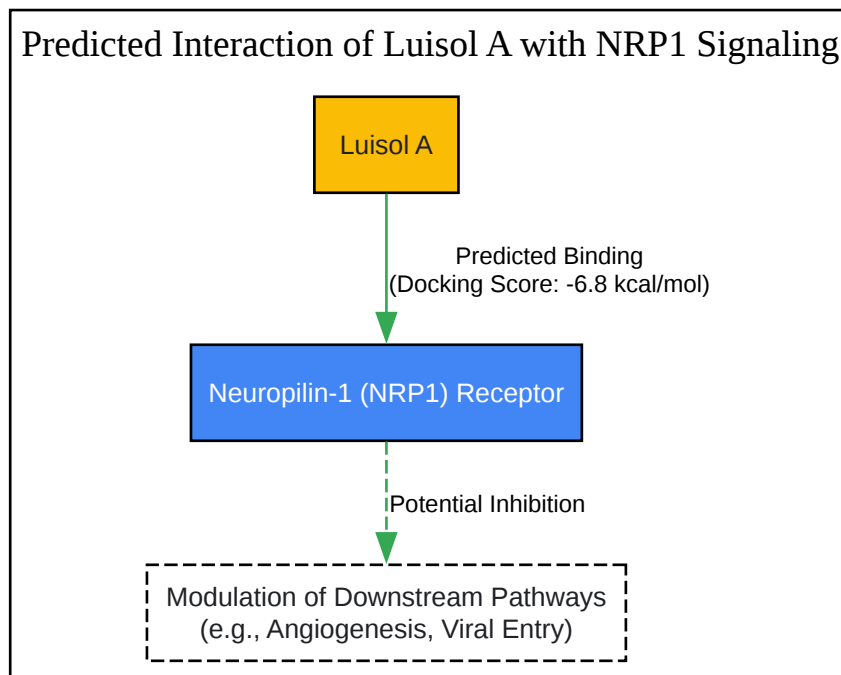 Predicted Interaction of Luisol A with NRP1 Signaling
Luisol A
Predicted Binding
(Docking Score: -6.8 kcal/mol)
Neuropilin-1 (NRP1) Receptor
Potential Inhibition
Modulation of Downstream Pathways
(e.g., Angiogenesis, Viral Entry)